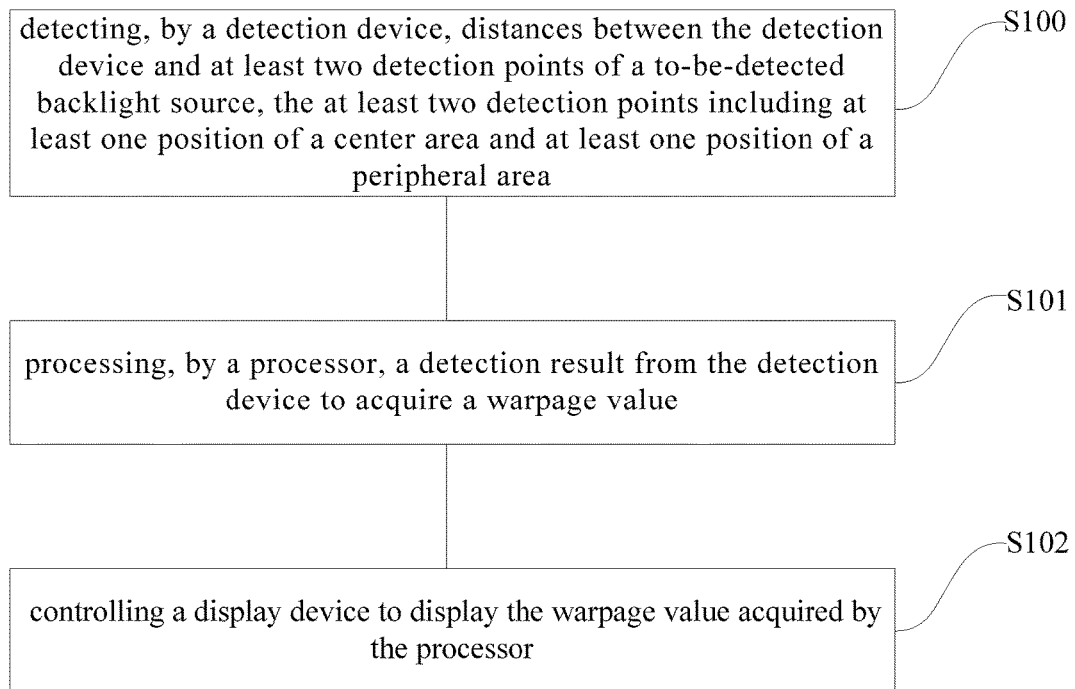 detecting, by a detection device, distances between the detection
device and at least two detection points of a to-be-detected
backlight source, the at least two detection points including at
least one position of a center area and at least one position of a
peripheral area
S100
processing, by a processor, a detection result from the detection
device to acquire a warpage value
S101
controlling a display device to display the warpage value acquired by
the processor
S102